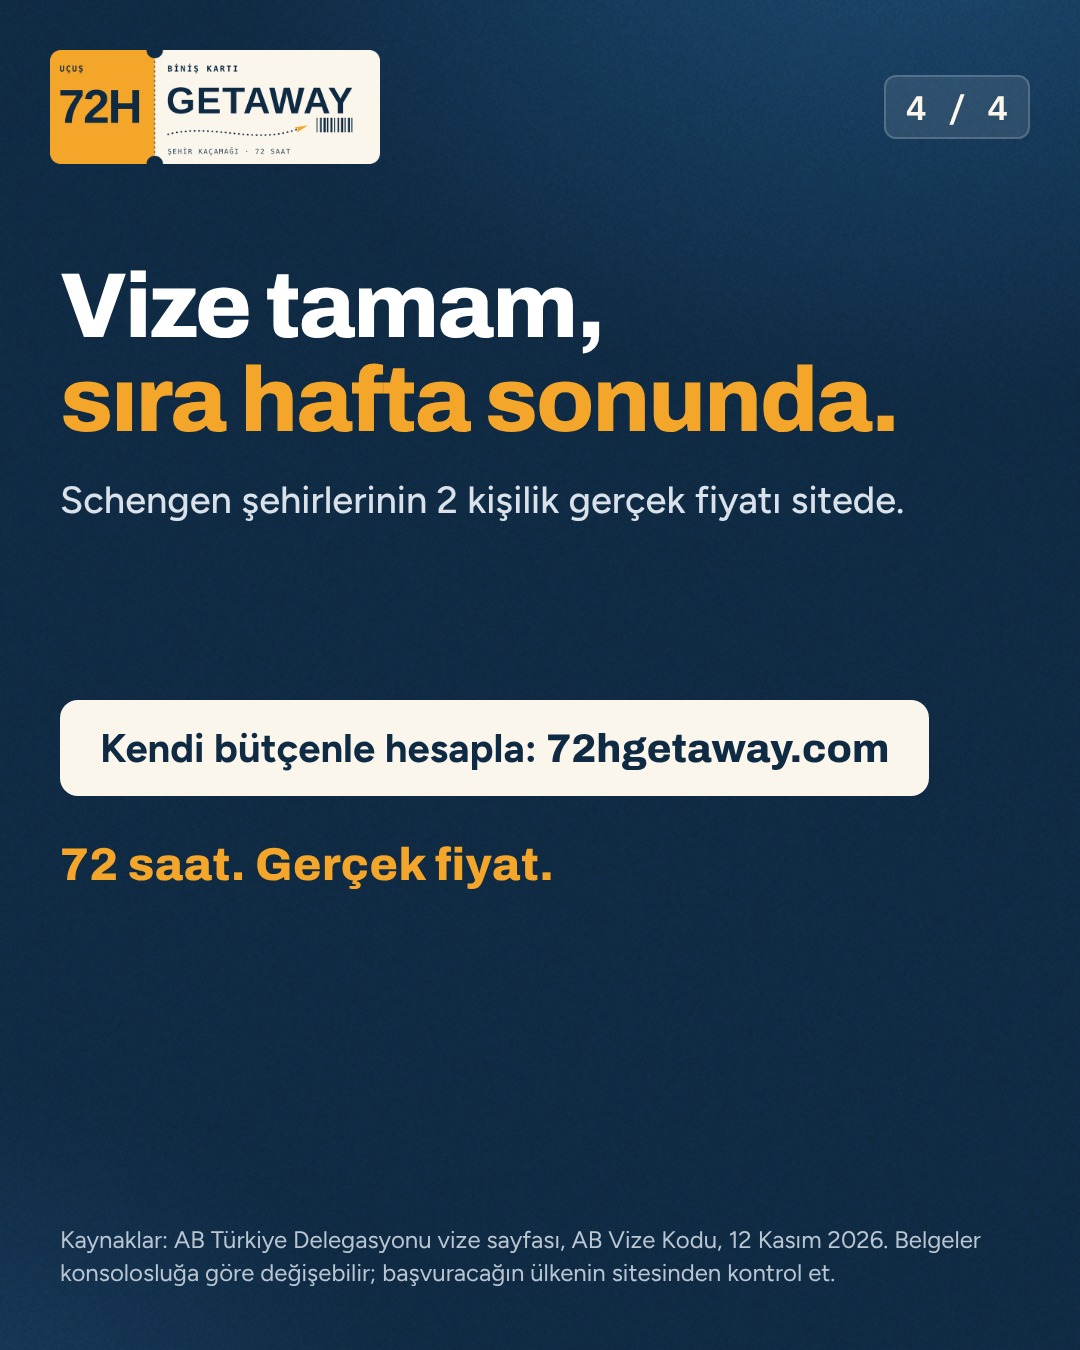 UÇUŞ
72H
BİNİŞ KARTI
GETAWAY
ŞEHİR KAÇAMAĞI · 72 SAAT
4 / 4
Vize tamam,
sıra hafta sonunda.
Schengen şehirlerinin 2 kişilik gerçek fiyatı sitede.
Kendi bütçenle hesapla: 72hgetaway.com
72 saat. Gerçek fiyat.
Kaynaklar: AB Türkiye Delegasyonu vize sayfası, AB Vize Kodu, 12 Kasım 2026. Belgeler
konsolosluğa göre değişebilir; başvuracağın ülkenin sitesinden kontrol et.